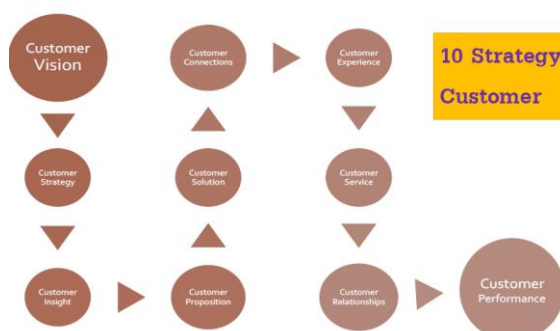 Customer
Vision
Customer
Strategy
Customer
Insight
Customer
Proposition
Customer
Solution
Customer
Connections
Customer
Experience
Customer
Service
Customer
Relationships
Customer
Performance
10 Strategy
Customer